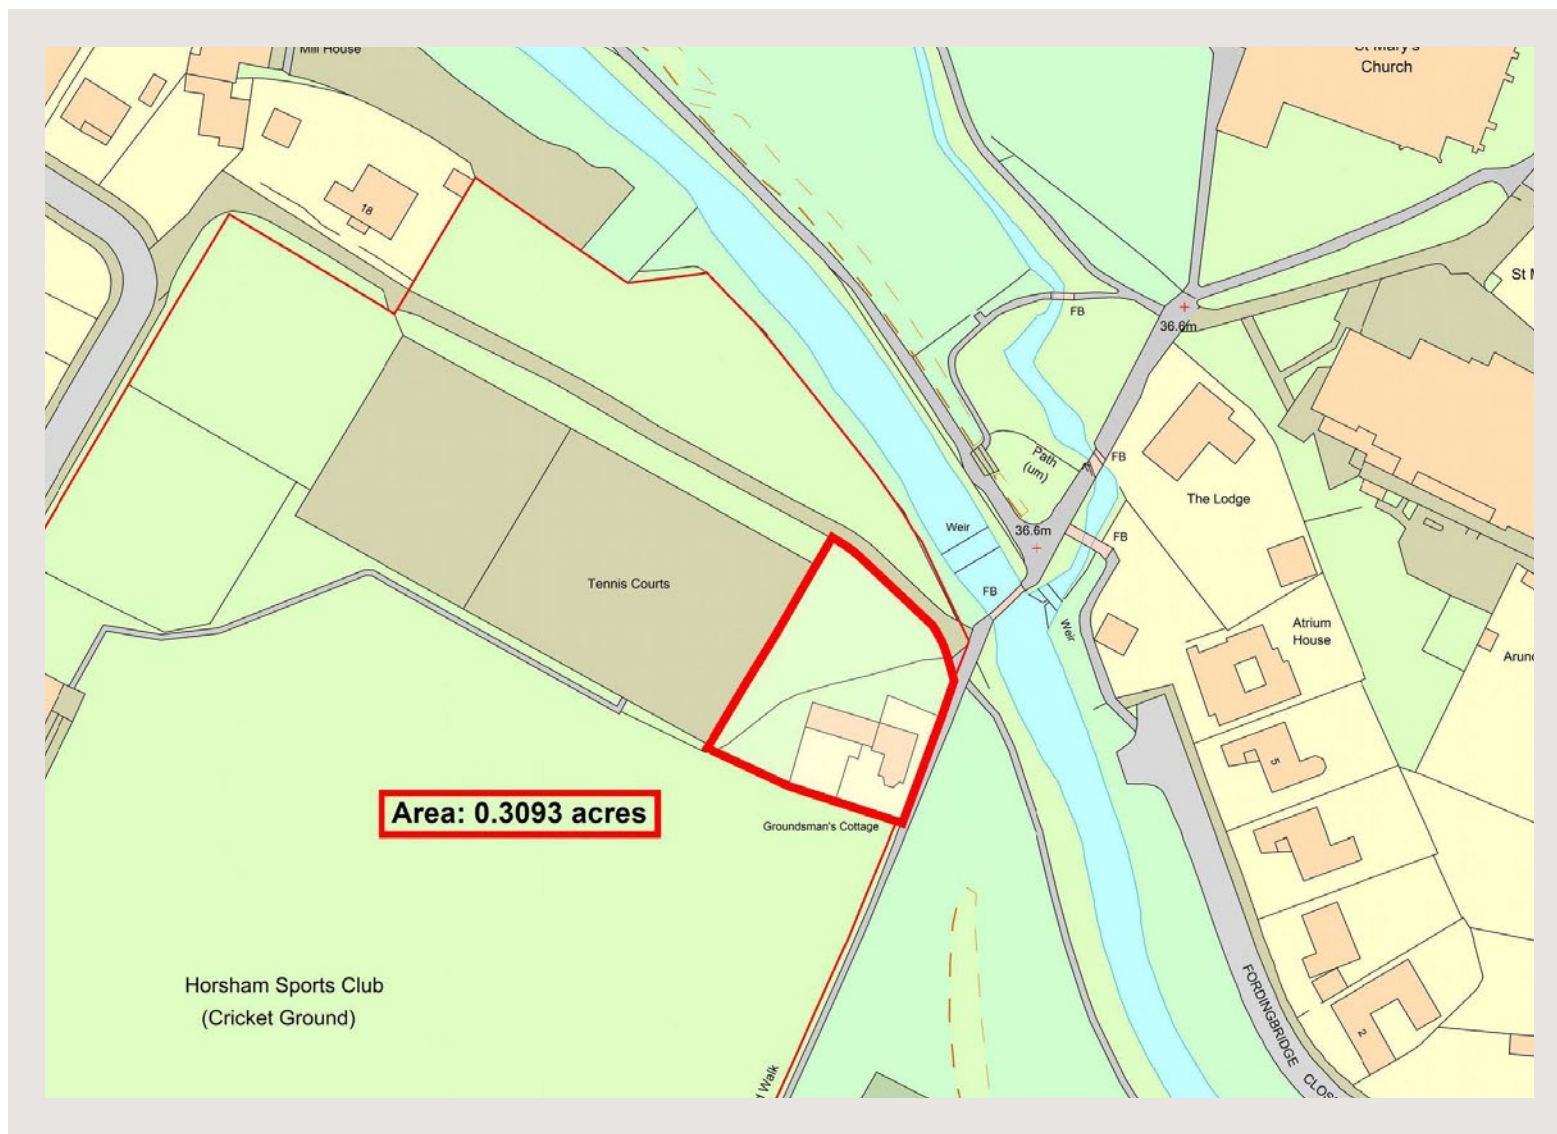 Mill House
St Mary's
Church
18
St
FB
36.6m
Path
(um)
FB
The Lodge
Weir
36.6m
FB
Tennis Courts
FB
Weir
Atrium
House
5
Area: 0.3093 acres
Groundsman's Cottage
Horsham Sports Club
(Cricket Ground)
FORDINGBRIDGE
2
Walk